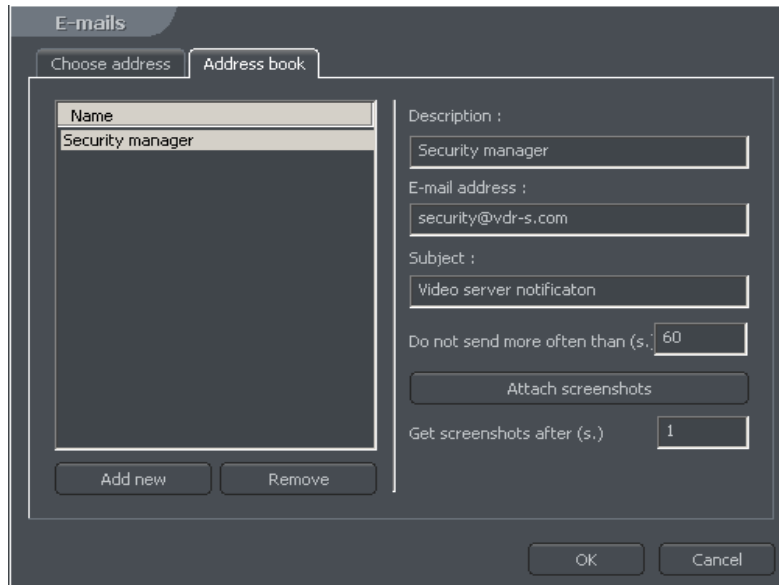 E-mails
Choose address
Address book
Name
Security manager
Add new
Remove
Description :
Security manager
E-mail address :
security@vdr-s.com
Subject :
Video server notificaton
Do not send more often than (s.)
60
Attach screenshots
Get screenshots after (s.)
1
OK
Cancel